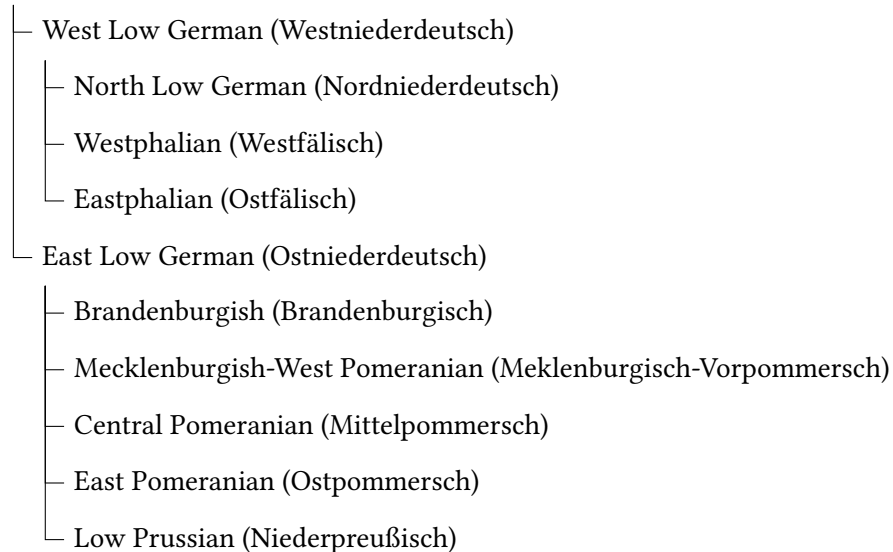 West Low German (Westniederdeutsch)
North Low German (Nordniederdeutsch)
Westphalian (Westfälisch)
Eastphalian (Ostfälisch)
East Low German (Ostniederdeutsch)
Brandenburgish (Brandenburgisch)
Mecklenburgish-West Pomeranian (Meklenburgisch-Vorpommersch)
Central Pomeranian (Mittelpommersch)
East Pomeranian (Ostpommersch)
Low Prussian (Niederpreußisch)